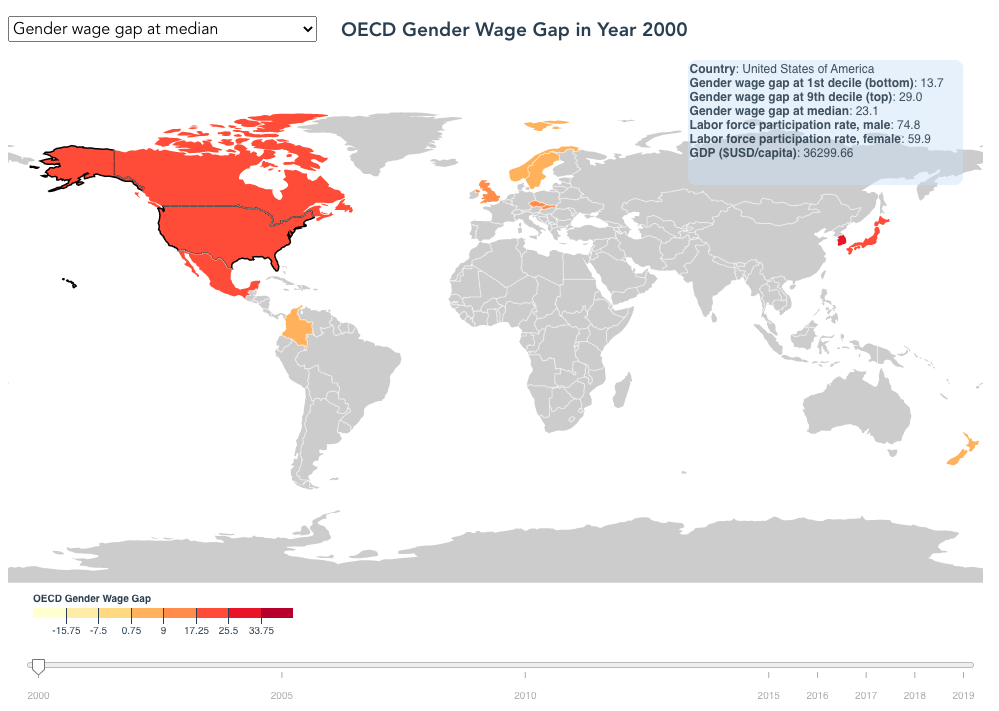 Gender wage gap at median
OECD Gender Wage Gap in Year 2000
Country: United States of America
Gender wage gap at 1st decile (bottom): 13.7
Gender wage gap at 9th decile (top): 29.0
Gender wage gap at median: 23.1
Labor force participation rate, male: 74.8
Labor force participation rate, female: 59.9
GDP ($USD/capita): 36299.66
OECD Gender Wage Gap
-15.75 -7.5 0.75 9 17.25 25.5 33.75
2000 2005 2010 2015 2016 2017 2018 2019